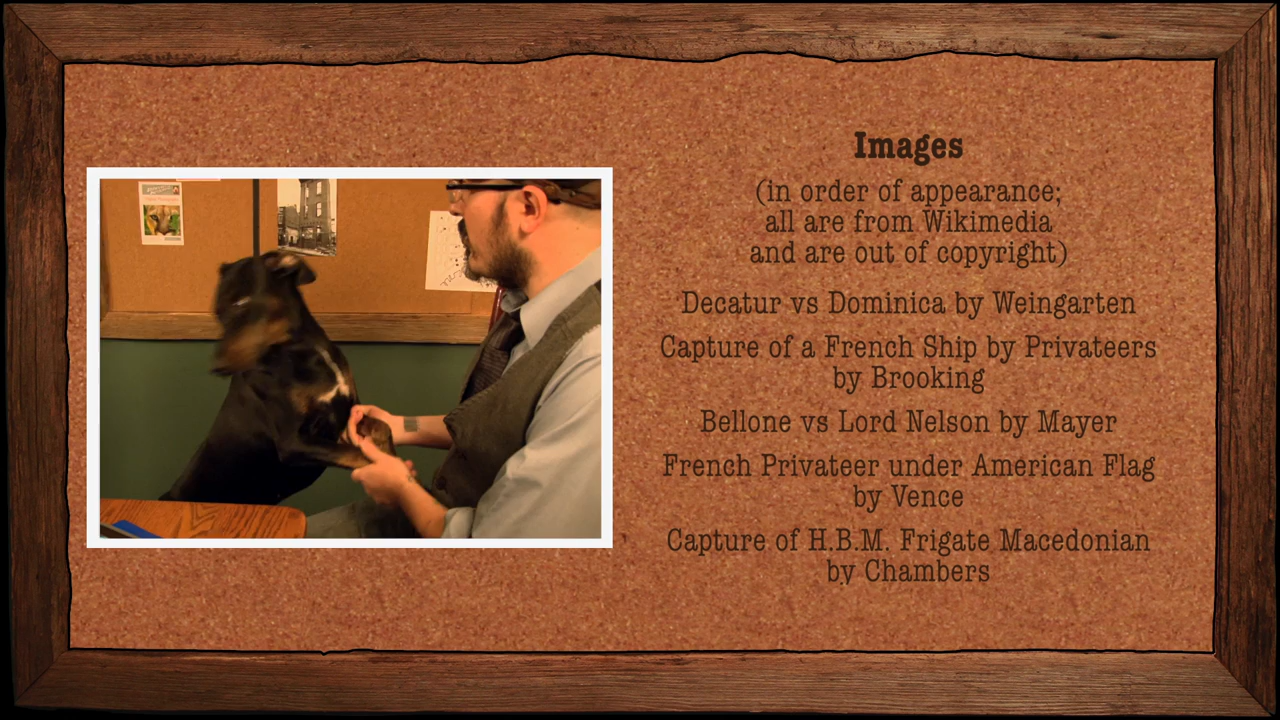 Images
(in order of appearance;
all are from Wikimedia
and are out of copyright)
Decatur vs Dominica by Weingarten
Capture of a French Ship by Privateers
by Brooking
Bellone vs Lord Nelson by Mayer
French Privateer under American Flag
by Vence
Capture of H.B.M. Frigate Macedonian
by Chambers